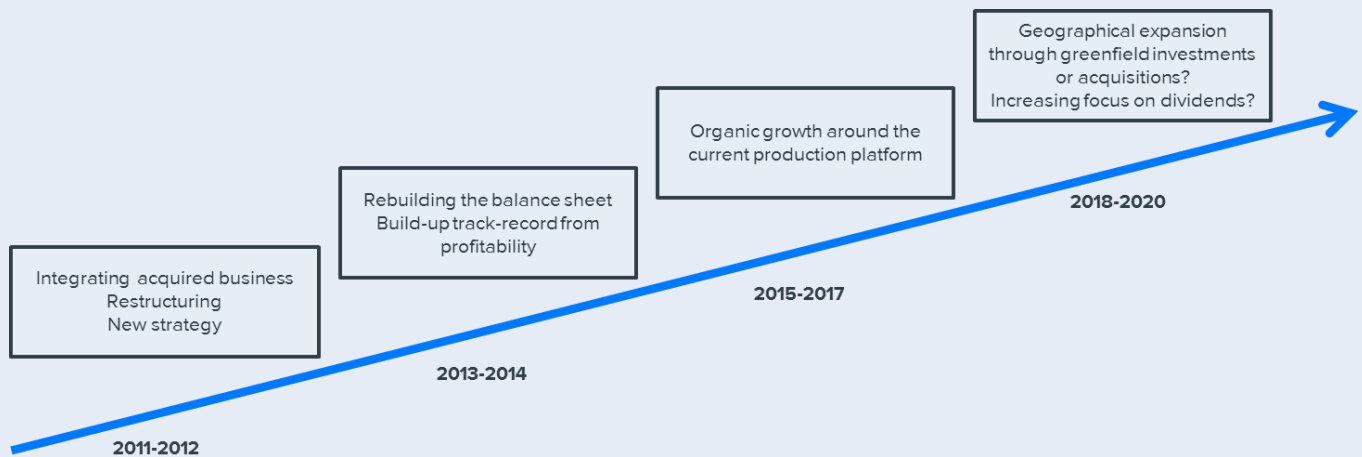 Integrating acquired business
Restructuring
New strategy
2011-2012
Rebuilding the balance sheet
Build-up track-record from
profitability
2013-2014
Organic growth around the
current production platform
2015-2017
Geographical expansion
through greenfield investments
or acquisitions?
Increasing focus on dividends?
2018-2020